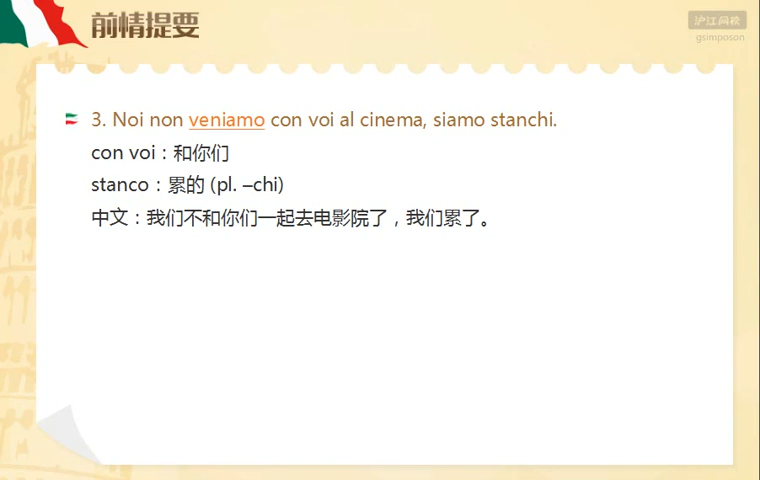 前情提要
沪江网校
gsimposon
3. Noi non veniamo con voi al cinema, siamo stanchi.
con voi：和你们
stanco：累的 (pl. –chi)
中文：我们不和你们一起去电影院了，我们累了。